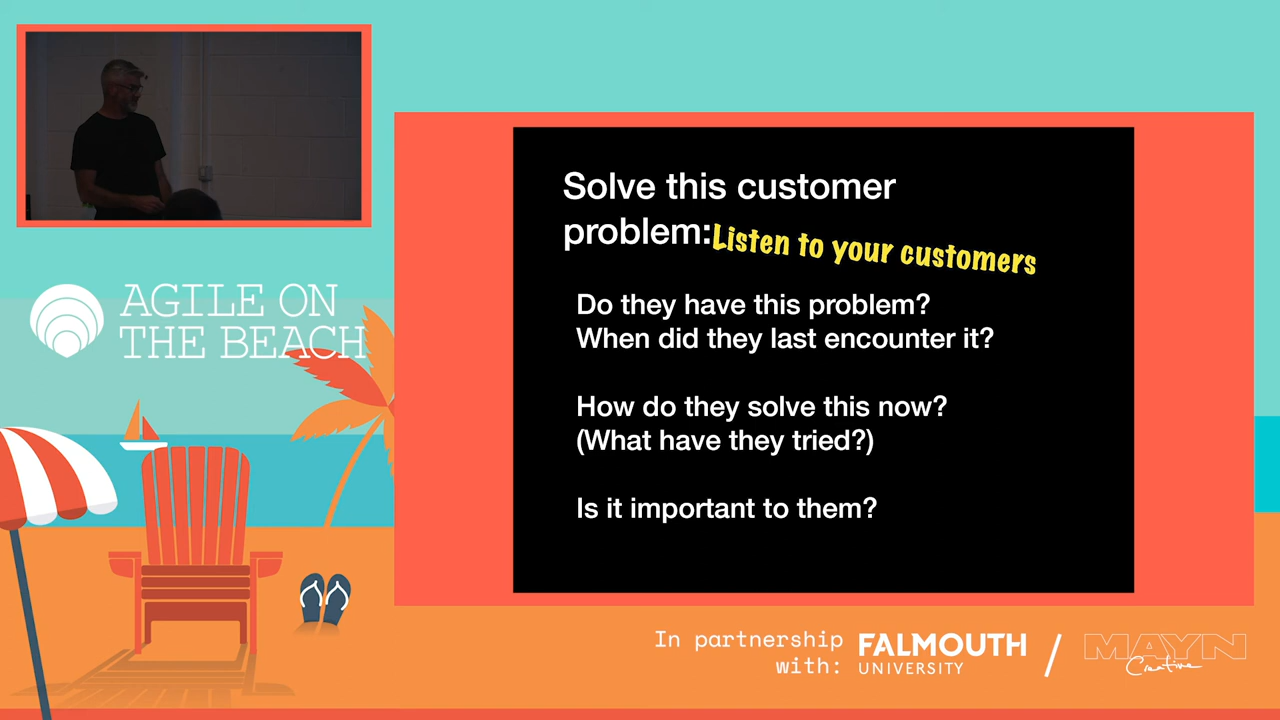 AGILE ON
THE BEACH
Solve this customer
problem:
Listen to your customers
Do they have this problem?
When did they last encounter it?
How do they solve this now?
(What have they tried?)
Is it important to them?
In partnership
with:
FALMOUTH
UNIVERSITY
/
MAYN
Creative